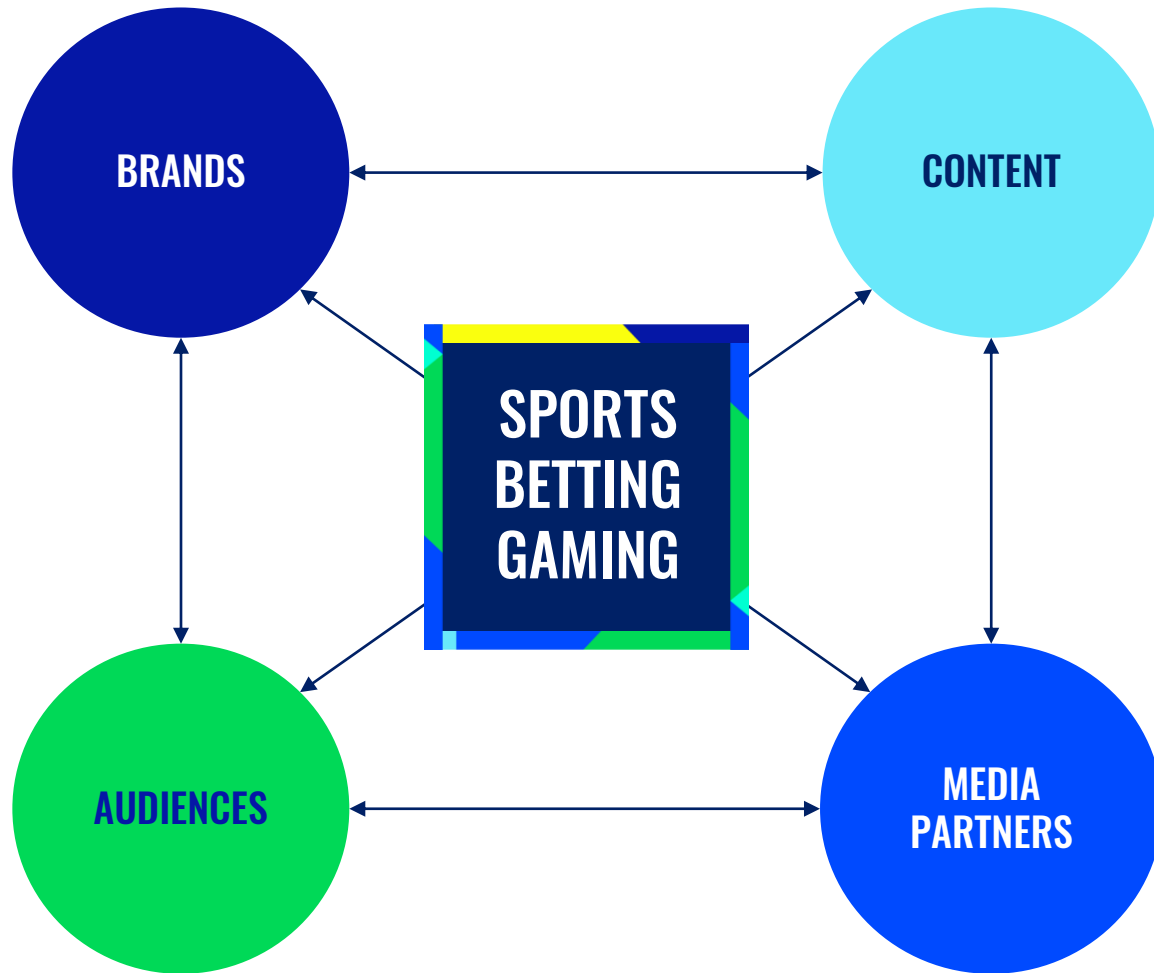 BRANDS
CONTENT
SPORTS
BETTING
GAMING
AUDIENCES
MEDIA
PARTNERS